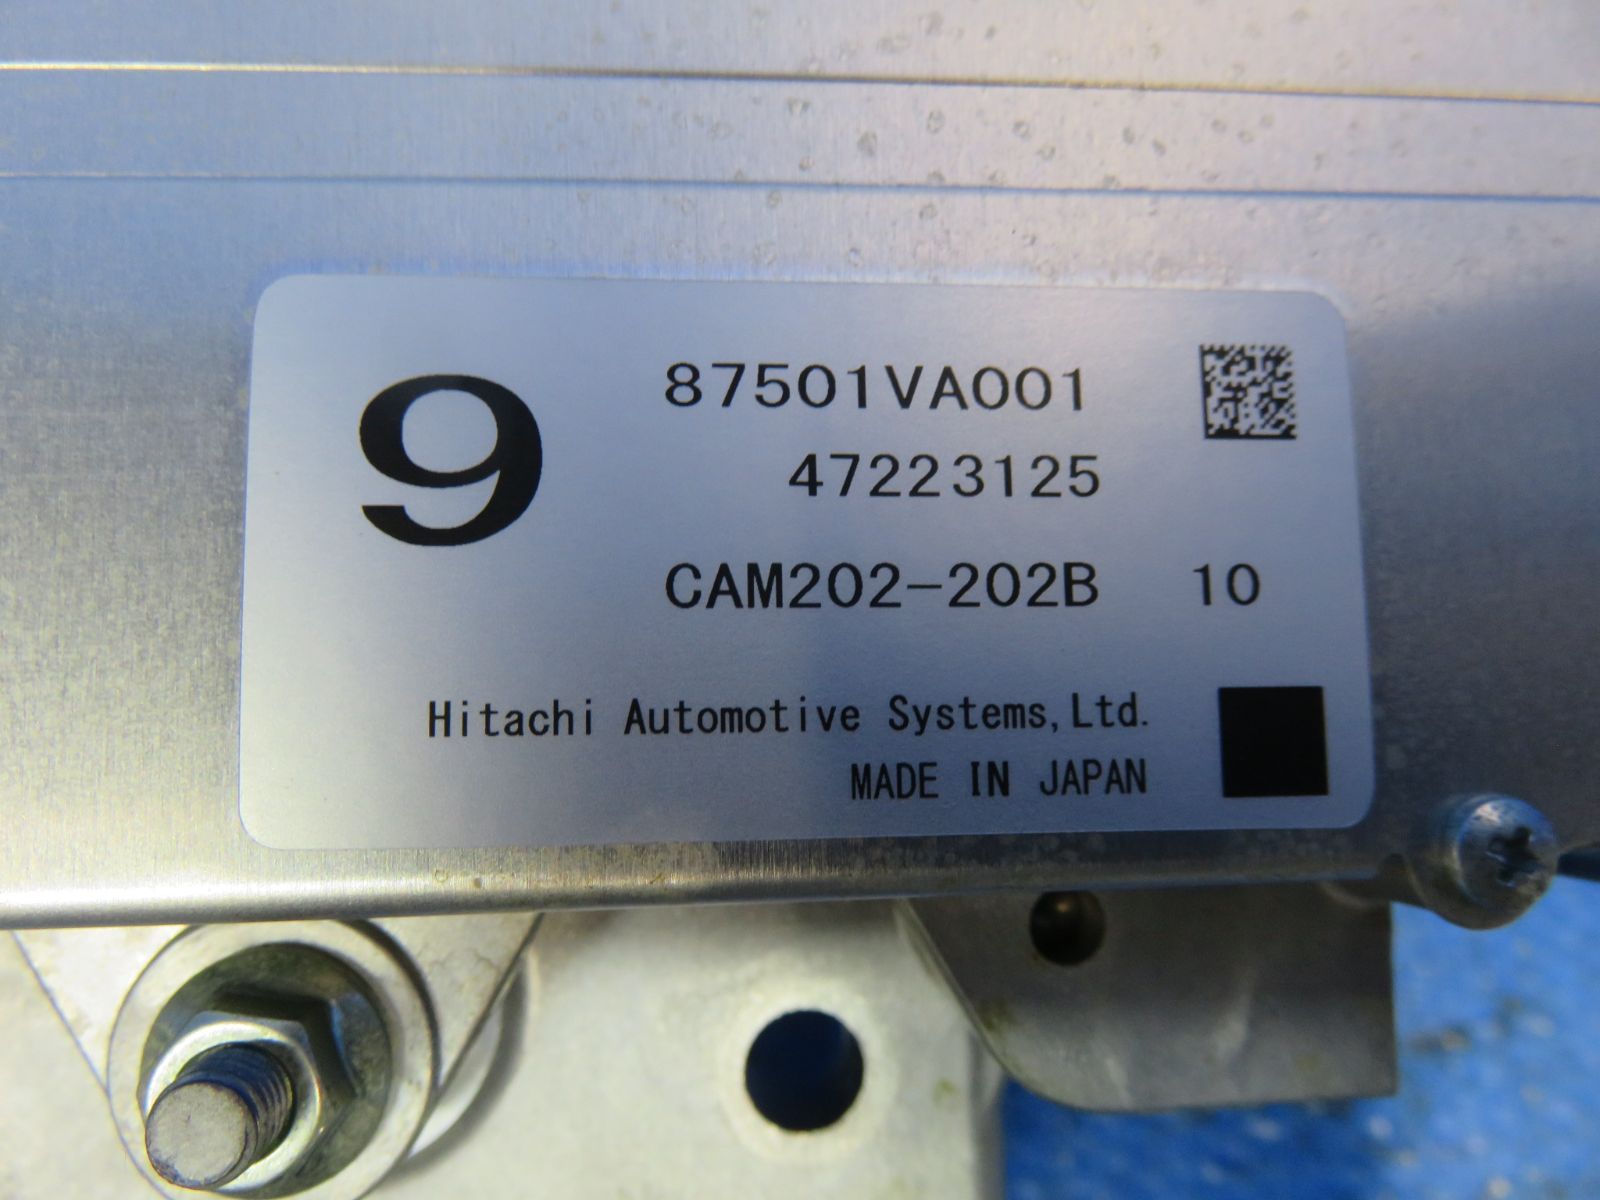 9
87501VA001
47223125
CAM202-202B 10
Hitachi Automotive Systems,Ltd.
MADE IN JAPAN